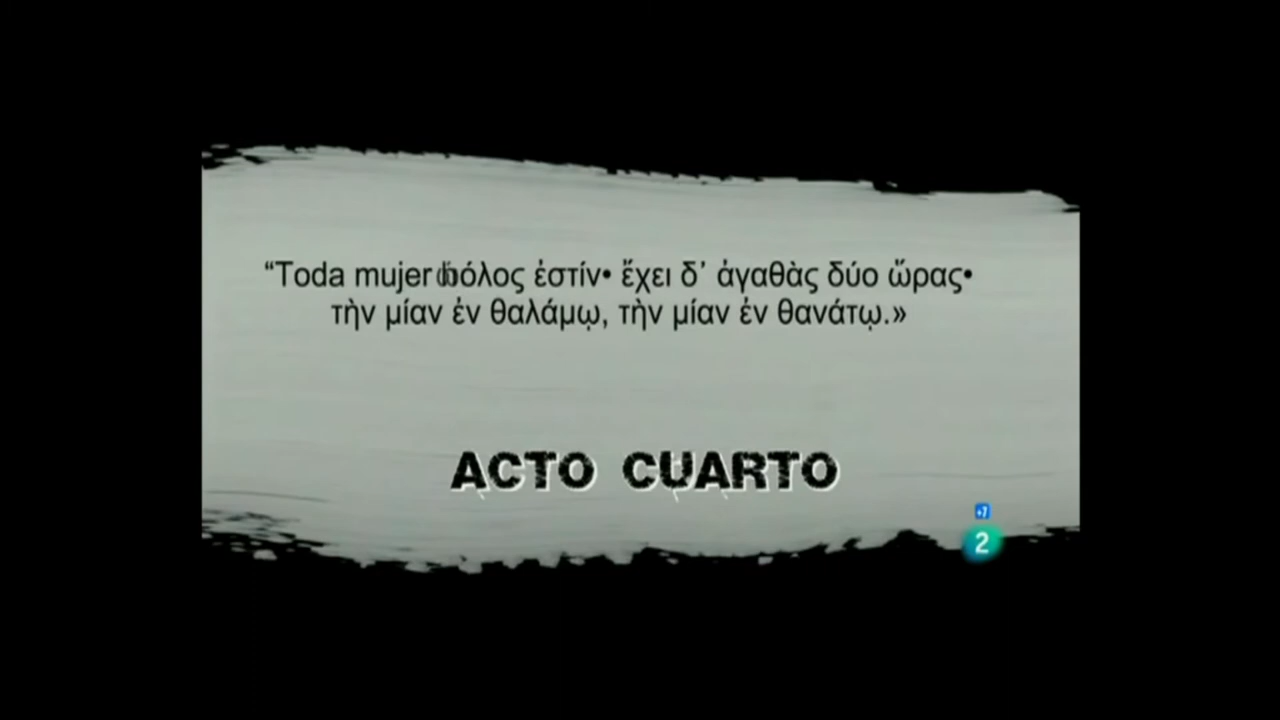 “Toda mujer χόλος ἐστίν• ἔχει δ᾽ ἀγαθὰς δύο ὥρας•
τὴν μίαν ἐν θαλάμῳ, τὴν μίαν ἐν θανάτῳ.»
ACTO CUARTO
+7
2